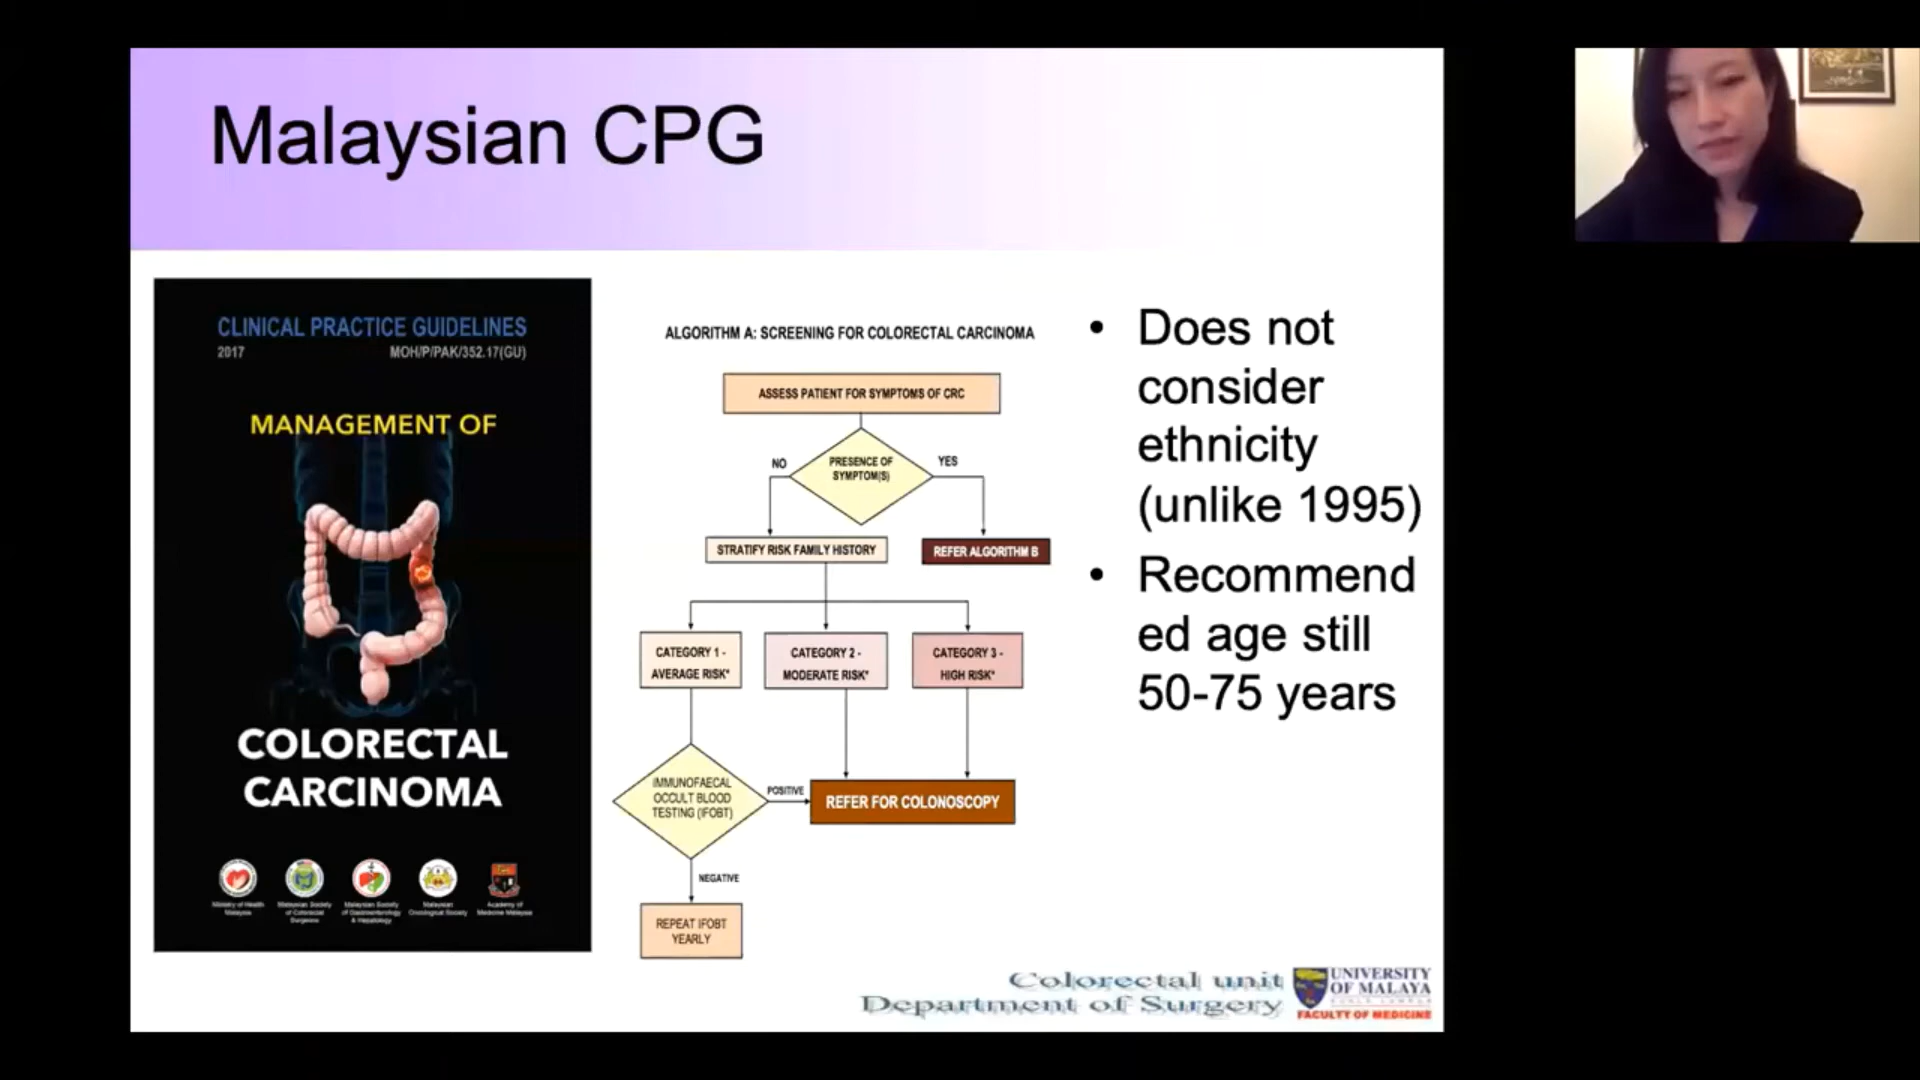 Malaysian CPG
CLINICAL PRACTICE GUIDELINES
2017 MOH/P/PAK/352.17(GU)
MANAGEMENT OF
COLORECTAL
CARCINOMA
Ministry of Health
Malaysia
Malaysian Society
of Colorectal
Surgeons
Malaysian Society
of Gastroenterology
& Hepatology
Malaysian
Oncological Society
Academy of
Medicine Malaysia
ALGORITHM A: SCREENING FOR COLORECTAL CARCINOMA
ASSESS PATIENT FOR SYMPTOMS OF CRC
NO
PRESENCE OF
SYMPTOM(S)
YES
STRATIFY RISK FAMILY HISTORY
REFER ALGORITHM B
CATEGORY 1 -
AVERAGE RISK*
CATEGORY 2 -
MODERATE RISK*
CATEGORY 3 -
HIGH RISK*
IMMUNOFAECAL
OCCULT BLOOD
TESTING (IFOBT)
POSITIVE
REFER FOR COLONOSCOPY
NEGATIVE
REPEAT IFOBT
YEARLY
• Does not
consider
ethnicity
(unlike 1995)
• Recommend
ed age still
50-75 years
Colorectal unit
Department of Surgery
UNIVERSITY
OF MALAYA
FACULTY OF MEDICINE